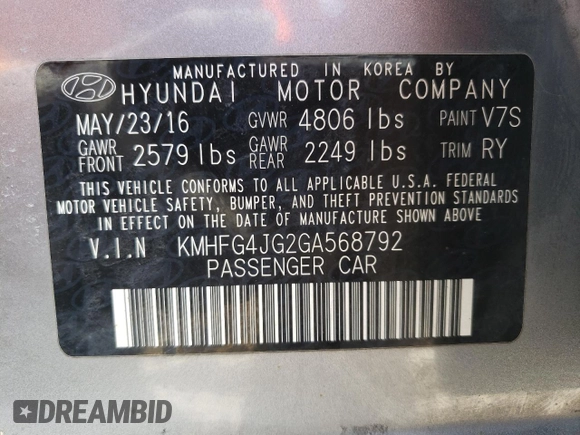 MANUFACTURED IN KOREA BY
HYUNDAI MOTOR COMPANY
MAY/23/16 GVWR 4806 lbs PAINT V7S
GAWR FRONT 2579 lbs GAWR REAR 2249 lbs TRIM RY
THIS VEHICLE CONFORMS TO ALL APPLICABLE U.S.A. FEDERAL
MOTOR VEHICLE SAFETY, BUMPER, AND THEFT PREVENTION STANDARDS
IN EFFECT ON THE DATE OF MANUFACTURE SHOWN ABOVE
V.I.N KMHFG4JG2GA568792
PASSENGER CAR
DREAMBID